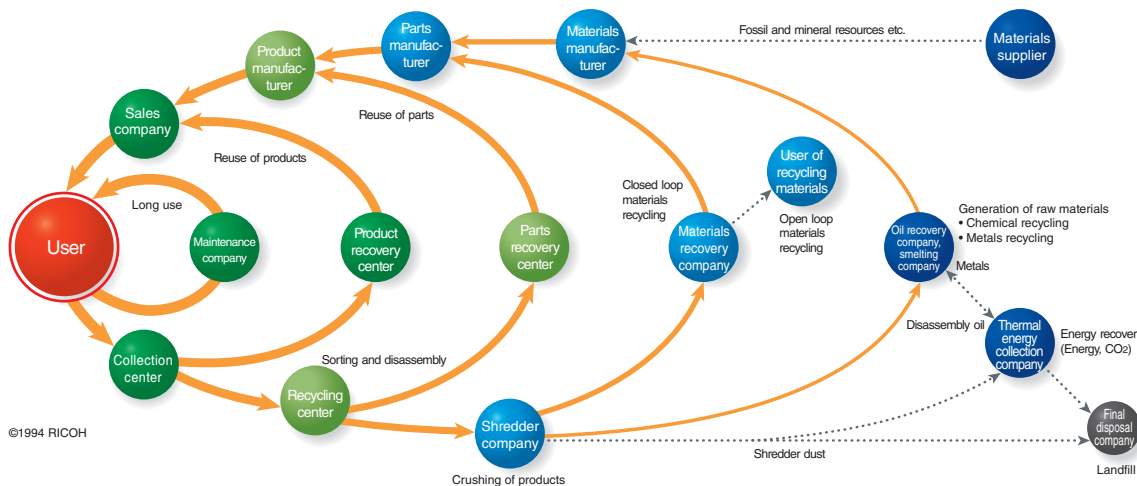 Parts
manufac-
turer
Materials
manufac-
turer
Fossil and mineral resources etc.
Materials
supplier
Product
manufac-
turer
Sales
company
Reuse of parts
Reuse of products
User of
recycling
materials
Closed loop
materials
recycling
Long use
Open loop
materials
recycling
Generation of raw materials
• Chemical recycling
• Metals recycling
User
Maintenance
company
Product
recovery
center
Parts
recovery
center
Materials
recovery
company
Oil recovery
company,
smelting
company
Metals
Disassembly oil
Thermal
energy
collection
company
Energy recover
(Energy, CO2)
Collection
center
Sorting and disassembly
Recycling
center
Shredder
company
Final
disposal
company
©1994 RICOH
Shredder dust
Crushing of products
Landfill